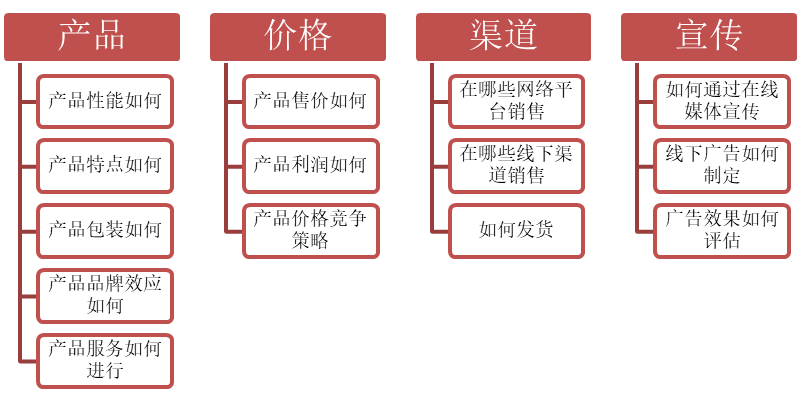 产品
产品性能如何
产品特点如何
产品包装如何
产品品牌效应
如何
产品服务如何
进行
价格
产品售价如何
产品利润如何
产品价格竞争
策略
渠道
在哪些网络平
台销售
在哪些线下渠
道销售
如何发货
宣传
如何通过在线
媒体宣传
线下广告如何
制定
广告效果如何
评估